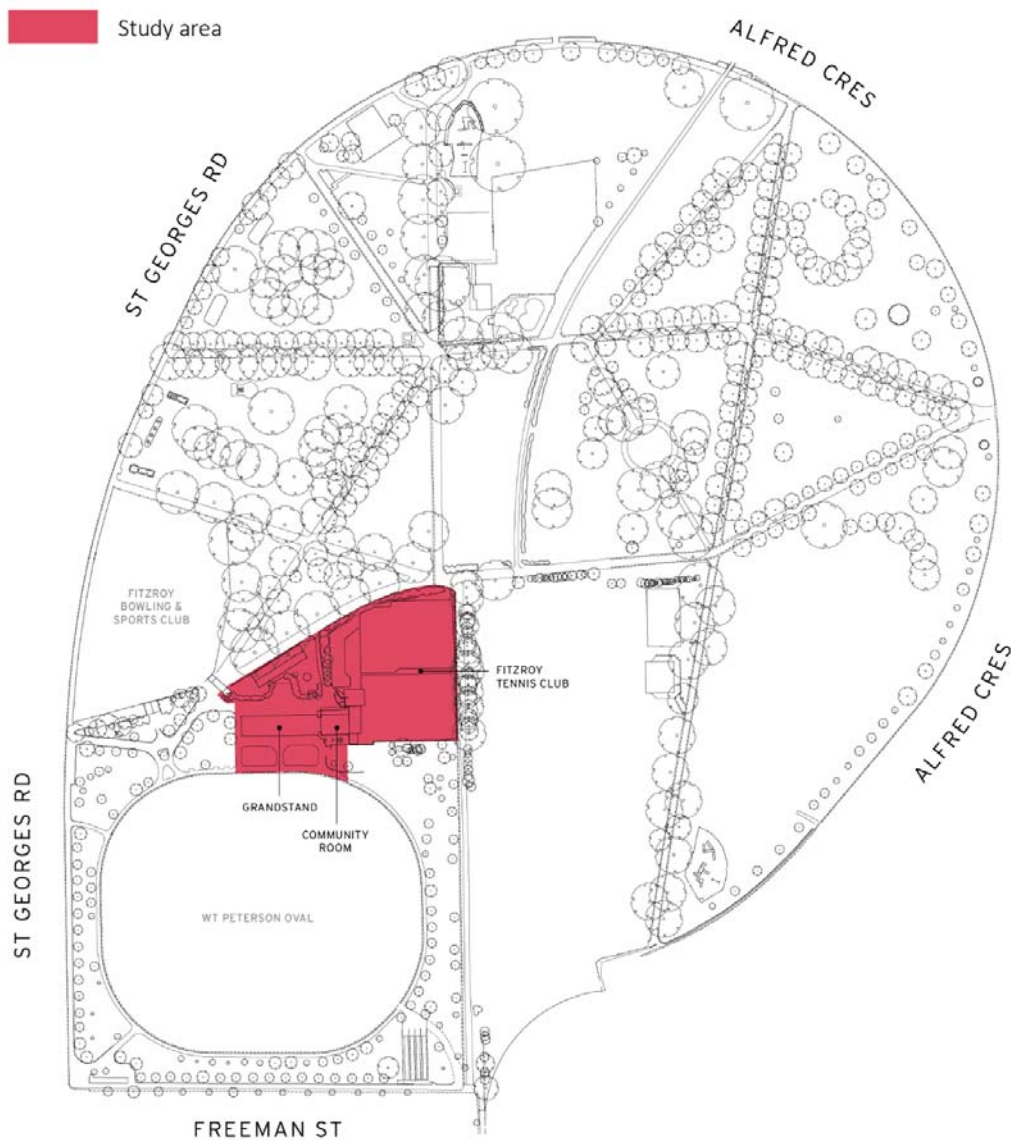 Study area
ALFRED CRES
ST GEORGES RD
FITZROY
BOWLING &
SPORTS CLUB
FITZROY
TENNIS CLUB
ALFRED CRES
GRANDSTAND
COMMUNITY
ROOM
ST GEORGES RD
WT PETERSON OVAL
FREEMAN ST